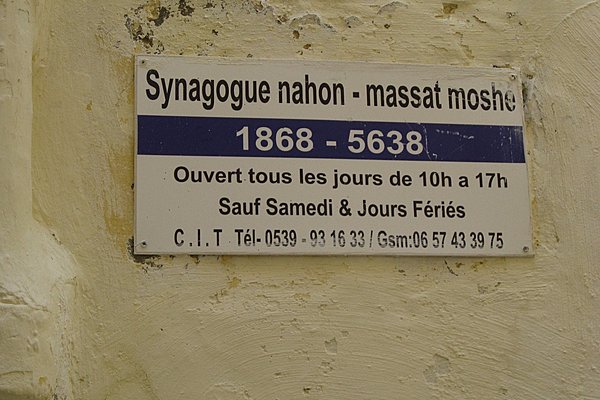 Synagogue nahon - massat moshe
1868 - 5638
Ouvert tous les jours de 10h a 17h
Sauf Samedi & Jours Fériés
C.I.T Tél- 0539 - 93 16 33 / Gsm:06 57 43 39 75